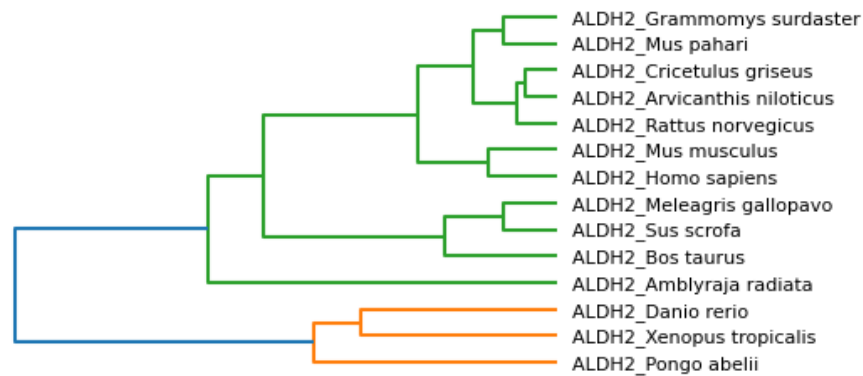 ALDH2_Grammomys surdaster
ALDH2_Mus pahari
ALDH2_Cricetulus griseus
ALDH2_Arvicanthis niloticus
ALDH2_Rattus norvegicus
ALDH2_Mus musculus
ALDH2_Homo sapiens
ALDH2_Meleagris gallopavo
ALDH2_Sus scrofa
ALDH2_Bos taurus
ALDH2_Amblyraja radiata
ALDH2_Danio rerio
ALDH2_Xenopus tropicalis
ALDH2_Pongo abelii